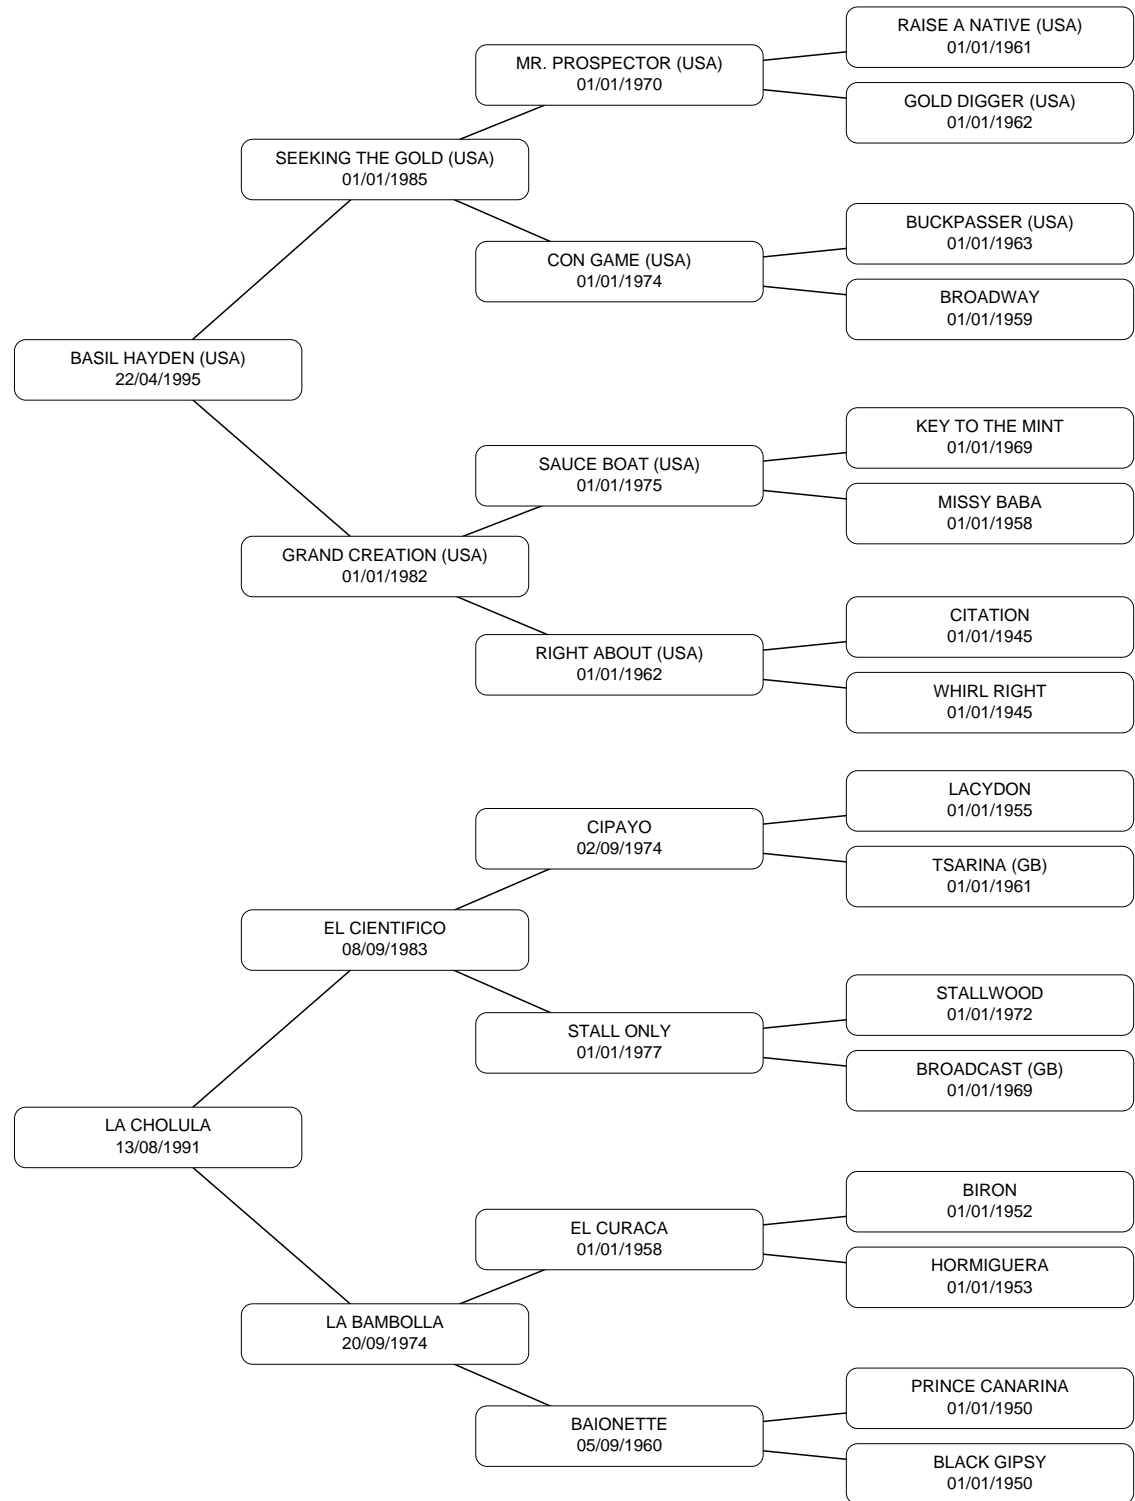 RAISE A NATIVE (USA)
01/01/1961
MR. PROSPECTOR (USA)
01/01/1970
GOLD DIGGER (USA)
01/01/1962
SEEKING THE GOLD (USA)
01/01/1985
BUCKPASSER (USA)
01/01/1963
CON GAME (USA)
01/01/1974
BROADWAY
01/01/1959
BASIL HAYDEN (USA)
22/04/1995
KEY TO THE MINT
01/01/1969
SAUCE BOAT (USA)
01/01/1975
MISSY BABA
01/01/1958
GRAND CREATION (USA)
01/01/1982
CITATION
01/01/1945
RIGHT ABOUT (USA)
01/01/1962
WHIRL RIGHT
01/01/1945
LACYDON
01/01/1955
CIPAYO
02/09/1974
TSARINA (GB)
01/01/1961
EL CIENTIFICO
08/09/1983
STALLWOOD
01/01/1972
STALL ONLY
01/01/1977
BROADCAST (GB)
01/01/1969
LA CHOLULA
13/08/1991
BIRON
01/01/1952
EL CURACA
01/01/1958
HORMIGUERA
01/01/1953
LA BAMBOLLA
20/09/1974
PRINCE CANARINA
01/01/1950
BAIONETTE
05/09/1960
BLACK GIPSY
01/01/1950